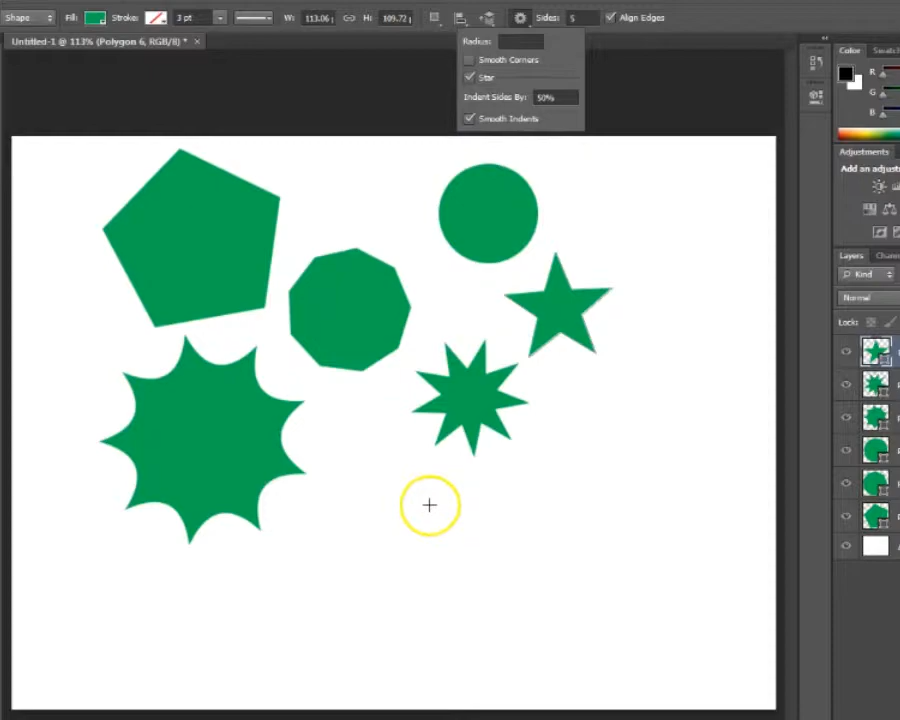 Shape Fill: Stroke: 3 pt W: 113.06 H: 109.72 Sides: 5 Align Edges
Untitled-1 @ 113% (Polygon 6, RGB/8) * ×
Radius:
Smooth Corners
Star
Indent Sides By: 50%
Smooth Indents
Color Swatch
R
G
B
Adjustments
Add an adjust
Layers Chann
Kind
Normal
Lock: